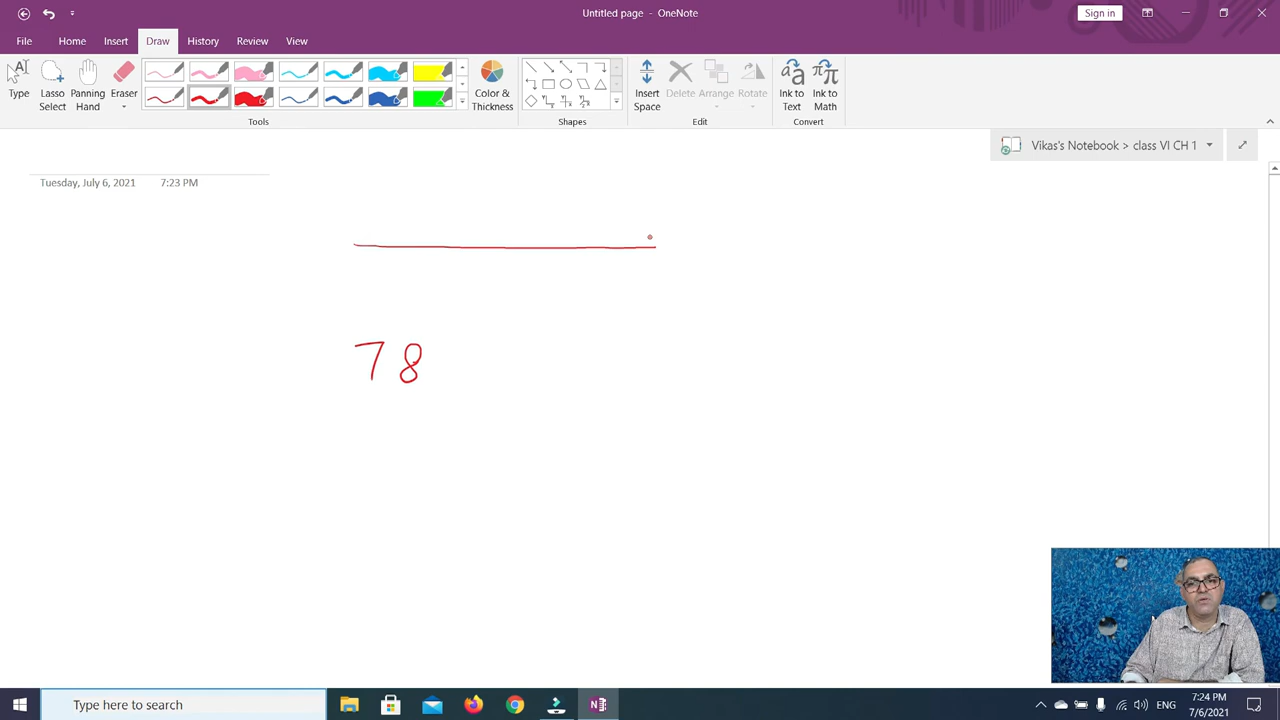 Untitled page - OneNote
Sign in
File Home Insert Draw History Review View
Type
Lasso Select
Panning Hand
Eraser
Color & Thickness
Insert Space
Delete
Arrange
Rotate
Ink to Text
Ink to Math
Tools
Shapes
Edit
Convert
Vikas's Notebook > class VI CH 1
Tuesday, July 6, 2021 7:23 PM
7 8
Type here to search
ENG
7:24 PM
7/6/2021